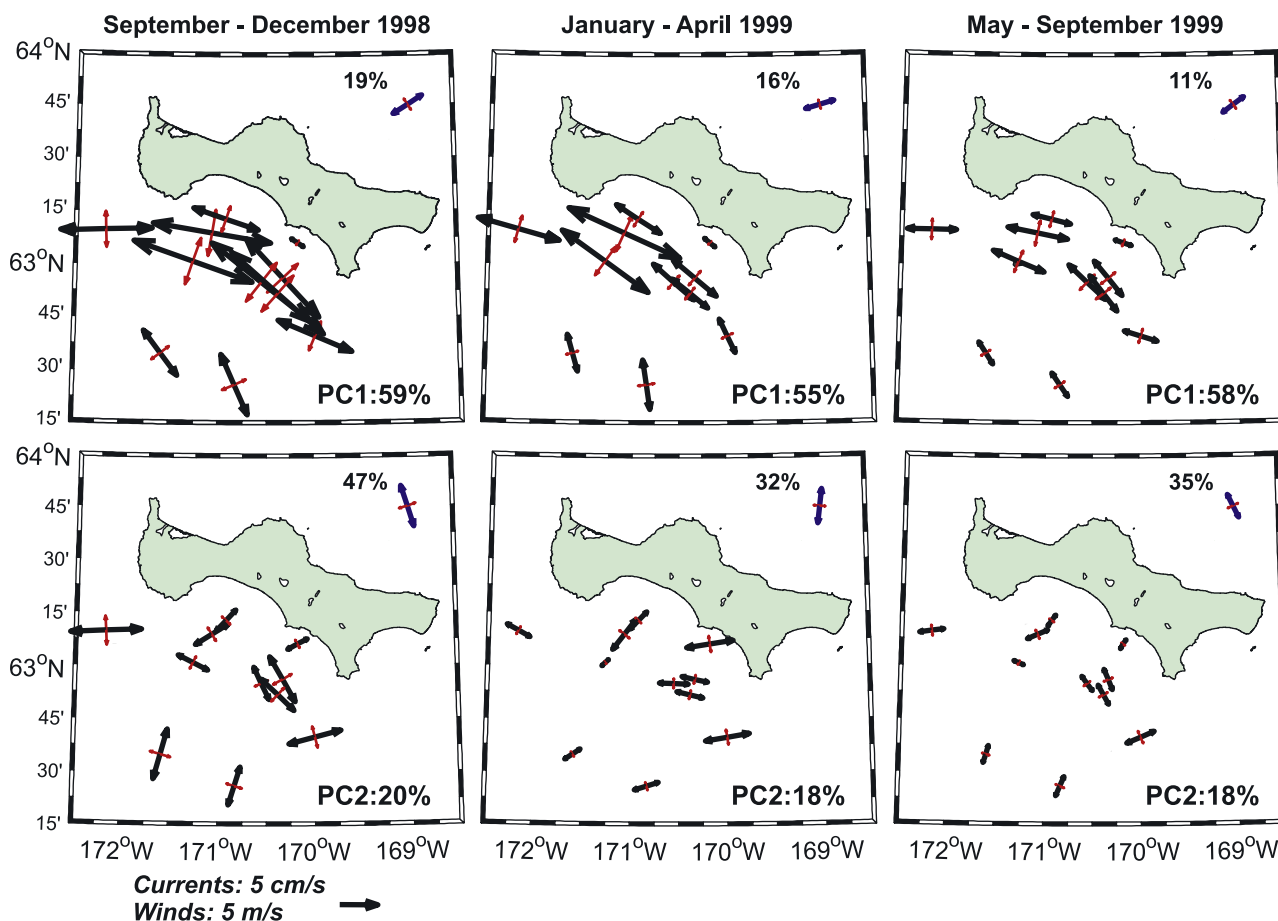 September - December 1998
January - April 1999
May - September 1999
64°N
45'
30'
15'
63°N
45'
30'
15'
19%
PC1:59%
16%
PC1:55%
11%
PC1:58%
64°N
45'
30'
15'
63°N
45'
30'
15'
47%
PC2:20%
32%
PC2:18%
35%
PC2:18%
172°W 171°W 170°W 169°W
172°W 171°W 170°W 169°W
172°W 171°W 170°W 169°W
Currents: 5 cm/s
Winds: 5 m/s